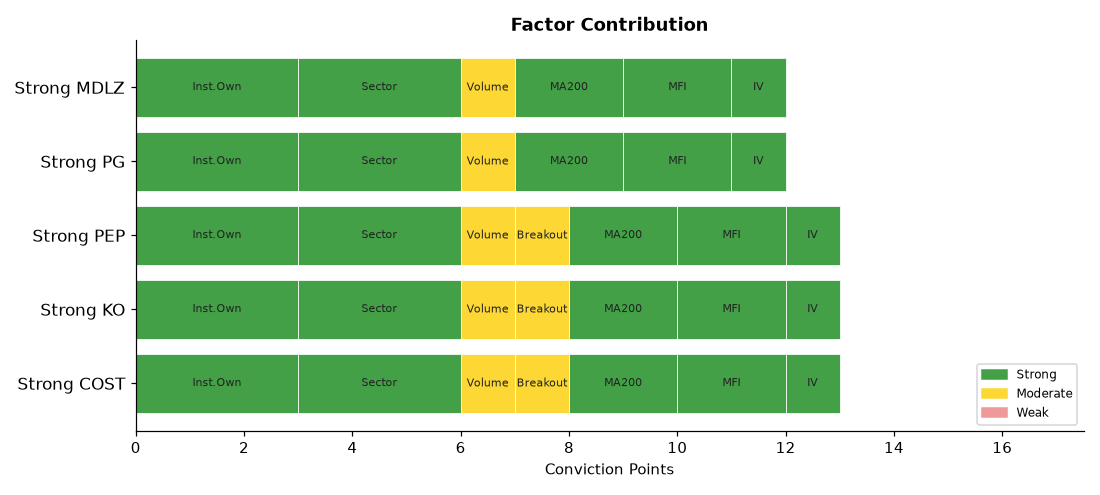 Factor Contribution
Strong MDLZ Inst.Own Sector Volume MA200 MFI IV
Strong PG Inst.Own Sector Volume MA200 MFI IV
Strong PEP Inst.Own Sector Volume Breakout MA200 MFI IV
Strong KO Inst.Own Sector Volume Breakout MA200 MFI IV
Strong COST Inst.Own Sector Volume Breakout MA200 MFI IV
Strong
Moderate
Weak
0 2 4 6 8 10 12 14 16
Conviction Points